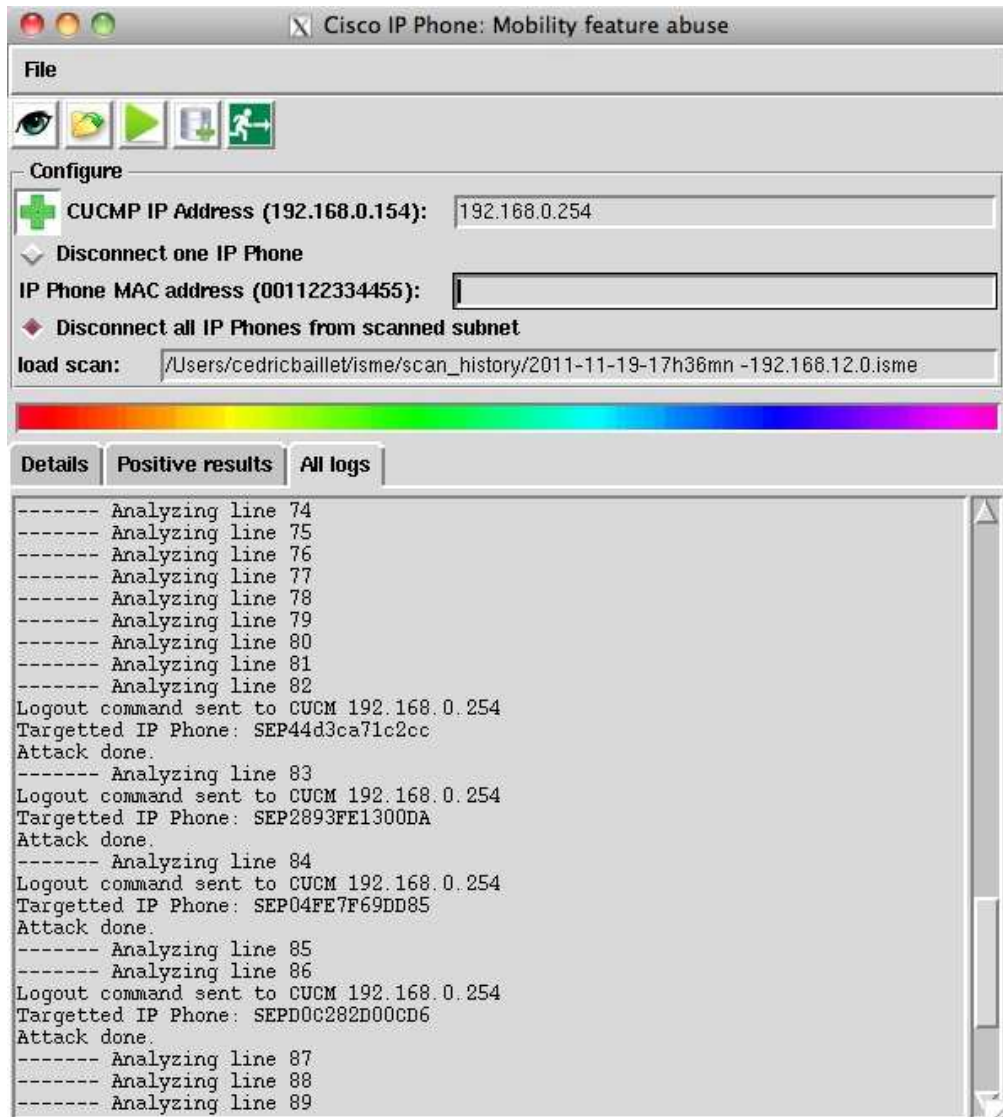 Cisco IP Phone: Mobility feature abuse
File
Configure
CUCMP IP Address (192.168.0.154): 192.168.0.254
Disconnect one IP Phone
IP Phone MAC address (001122334455):
Disconnect all IP Phones from scanned subnet
load scan: /Users/cedricbaillet/isme/scan_history/2011-11-19-17h36mn -192.168.12.0.isme
Details Positive results All logs
------- Analyzing line 74
------- Analyzing line 75
------- Analyzing line 76
------- Analyzing line 77
------- Analyzing line 78
------- Analyzing line 79
------- Analyzing line 80
------- Analyzing line 81
------- Analyzing line 82
Logout command sent to CUCM 192.168.0.254
Targetted IP Phone: SEP44d3ca71c2cc
Attack done.
------- Analyzing line 83
Logout command sent to CUCM 192.168.0.254
Targetted IP Phone: SEP2893FE1300DA
Attack done.
------- Analyzing line 84
Logout command sent to CUCM 192.168.0.254
Targetted IP Phone: SEP04FE7F69DD85
Attack done.
------- Analyzing line 85
------- Analyzing line 86
Logout command sent to CUCM 192.168.0.254
Targetted IP Phone: SEPD0C282D00CD6
Attack done.
------- Analyzing line 87
------- Analyzing line 88
------- Analyzing line 89